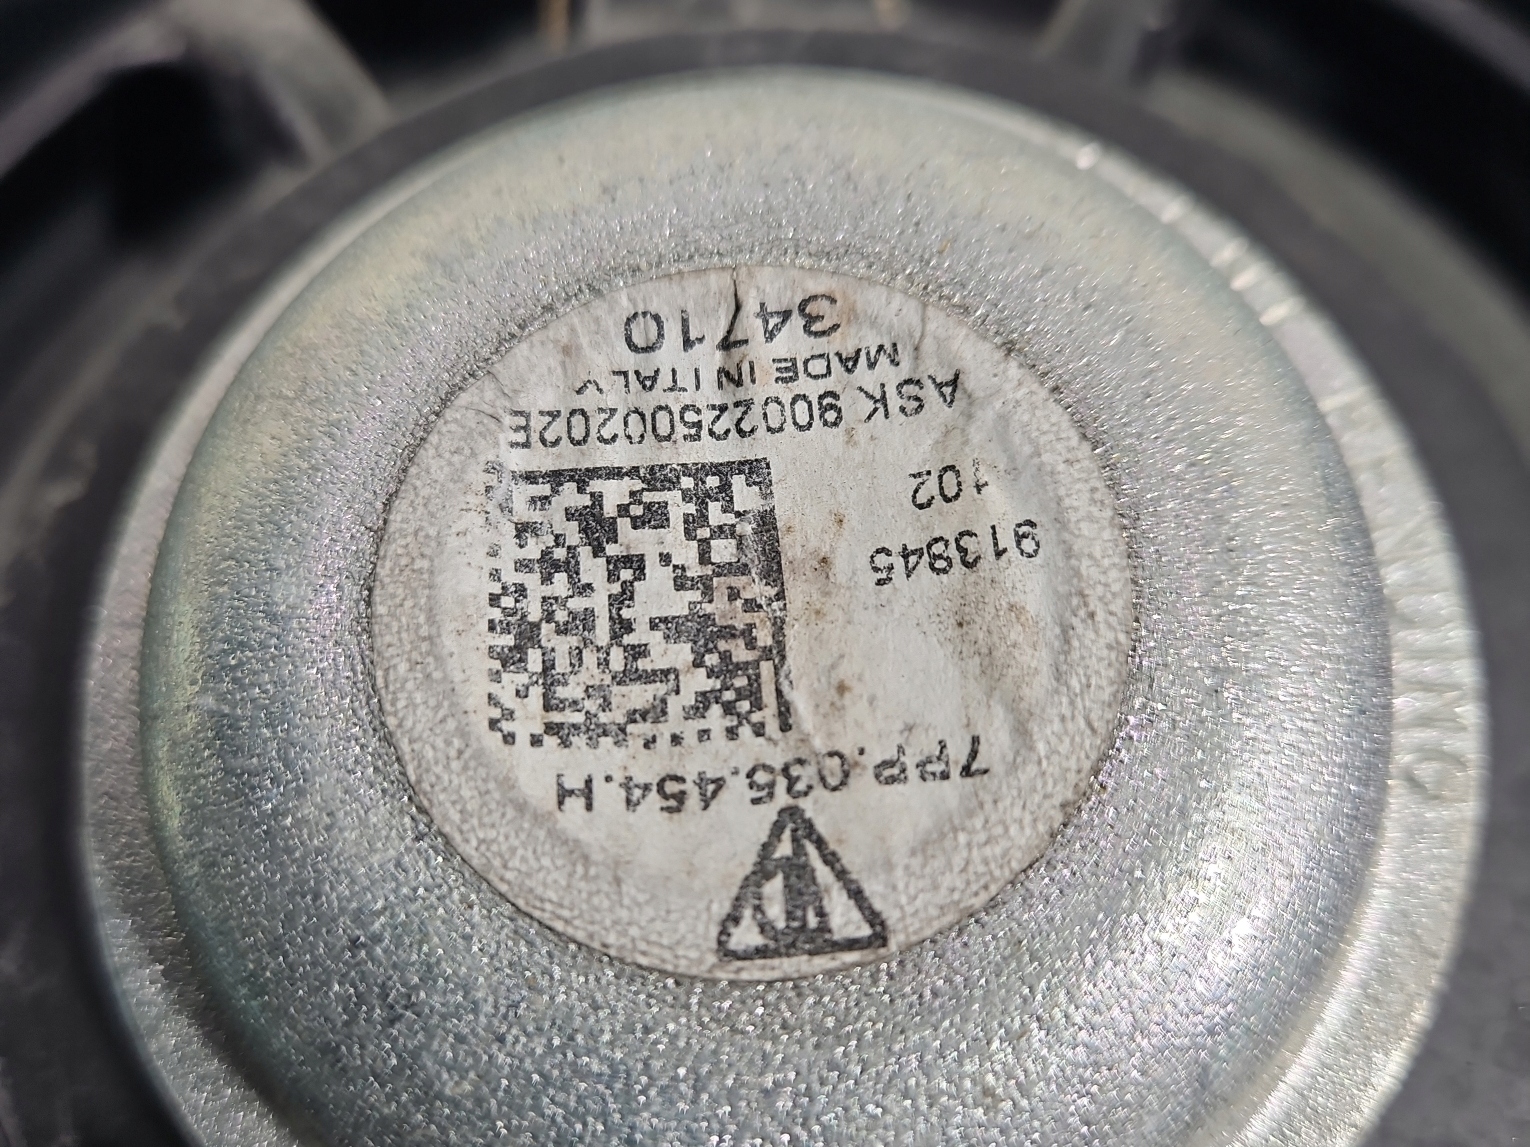 7PP.035.454.H
913845
102
ASK 90022500202E
MADE IN ITALY
34710